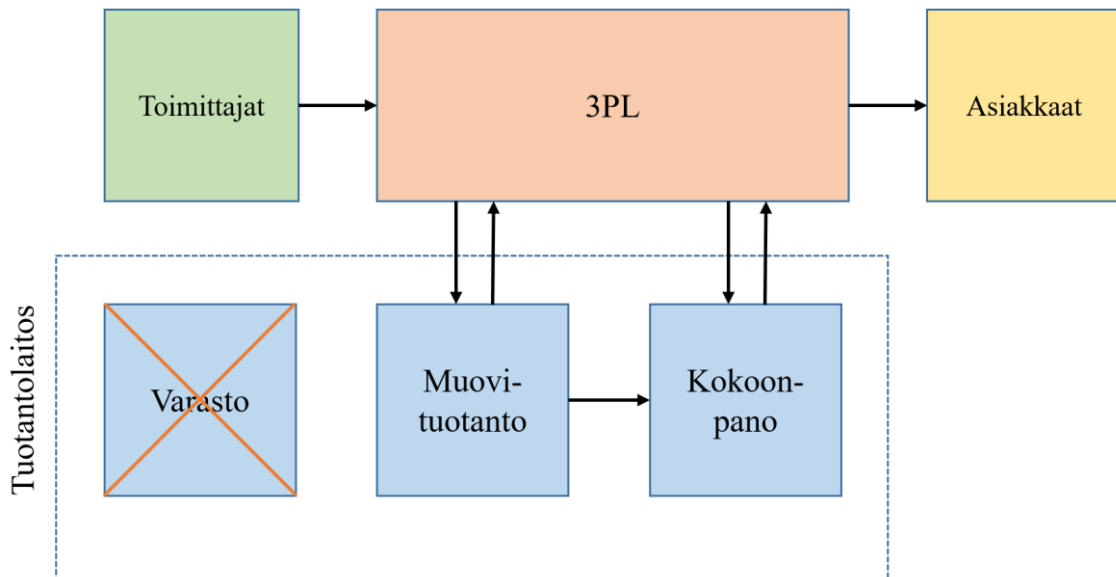 Toimittajat
3PL
Asiakkaat
Tuotantolaitos
Varasto
Muovi-
tuotanto
Kokoon-
pano